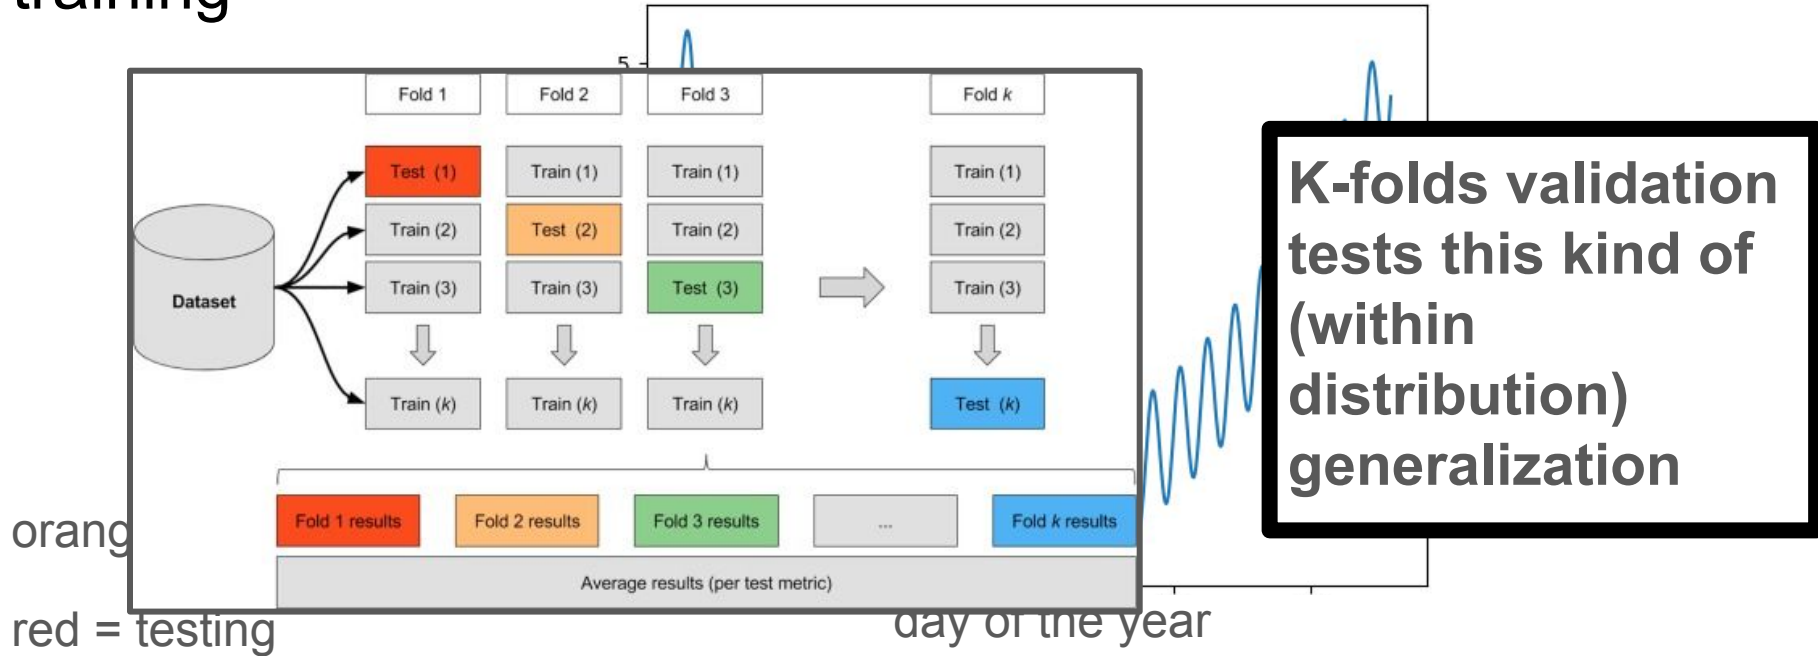 training
5
Fold 1 Fold 2 Fold 3 Fold k
Test (1) Train (1) Train (1) Train (1)
Train (2) Test (2) Train (2) Train (2)
Train (3) Train (3) Test (3) Train (3)
Dataset
Train (k) Train (k) Train (k) Test (k)
Fold 1 results Fold 2 results Fold 3 results ... Fold k results
Average results (per test metric)
K-folds validation
tests this kind of
(within
distribution)
generalization
orang
red = testing
day of the year